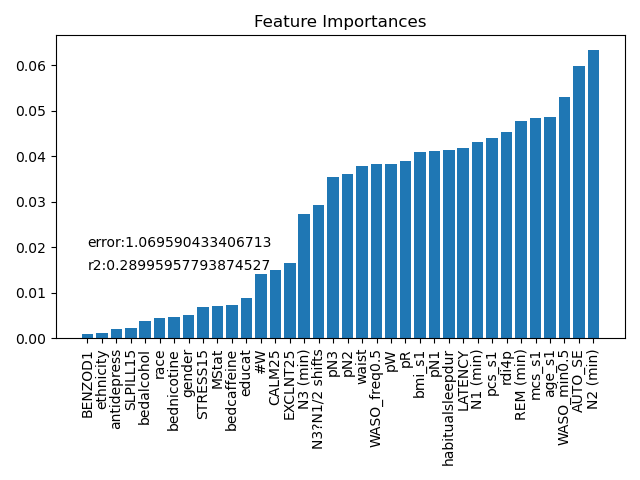 Feature Importances
0.06
0.05
0.04
0.03
0.02
0.01
0.00
error:1.069590433406713
r2:0.28995957793874527
BENZOD1
ethnicity
antidepress
SLPILL15
bedalcohol
race
bednicotine
gender
STRESS15
MStat
bedcaffeine
educat
#W
CALM25
EXCLNT25
N3 (min)
N3?N1/2 shifts
pN3
pN2
waist
WASO_freq0.5
pW
pR
bmi_s1
pN1
habitualsleepdur
LATENCY
N1 (min)
pcs_s1
rdi4p
REM (min)
mcs_s1
age_s1
WASO_min0.5
AUTO_SE
N2 (min)